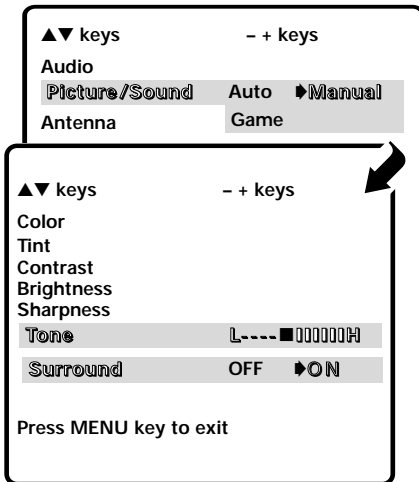 ▲▼ keys – + keys
Audio
Picture/Sound Auto ➧Manual
Antenna Game
▲▼ keys – + keys
Color
Tint
Contrast
Brightness
Sharpness
Tone L----■IIIIIIIH
Surround OFF ➧ON
Press MENU key to exit